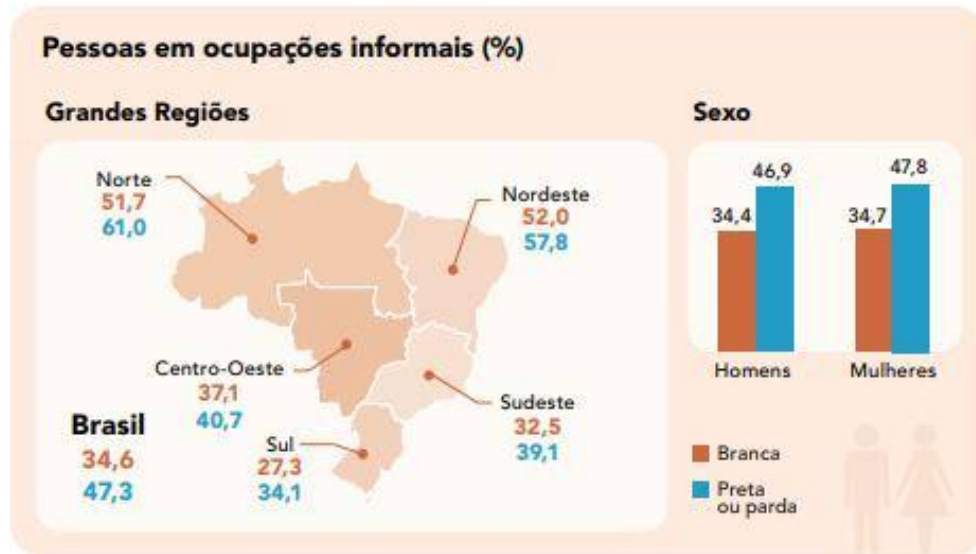 Pessoas em ocupações informais (%)
Grandes Regiões
Norte
51,7
61,0
Nordeste
52,0
57,8
Centro-Oeste
37,1
40,7
Sudeste
32,5
39,1
Sul
27,3
34,1
Brasil
34,6
47,3
Sexo
34,4
46,9
34,7
47,8
Homens
Mulheres
Branca
Preta
ou parda